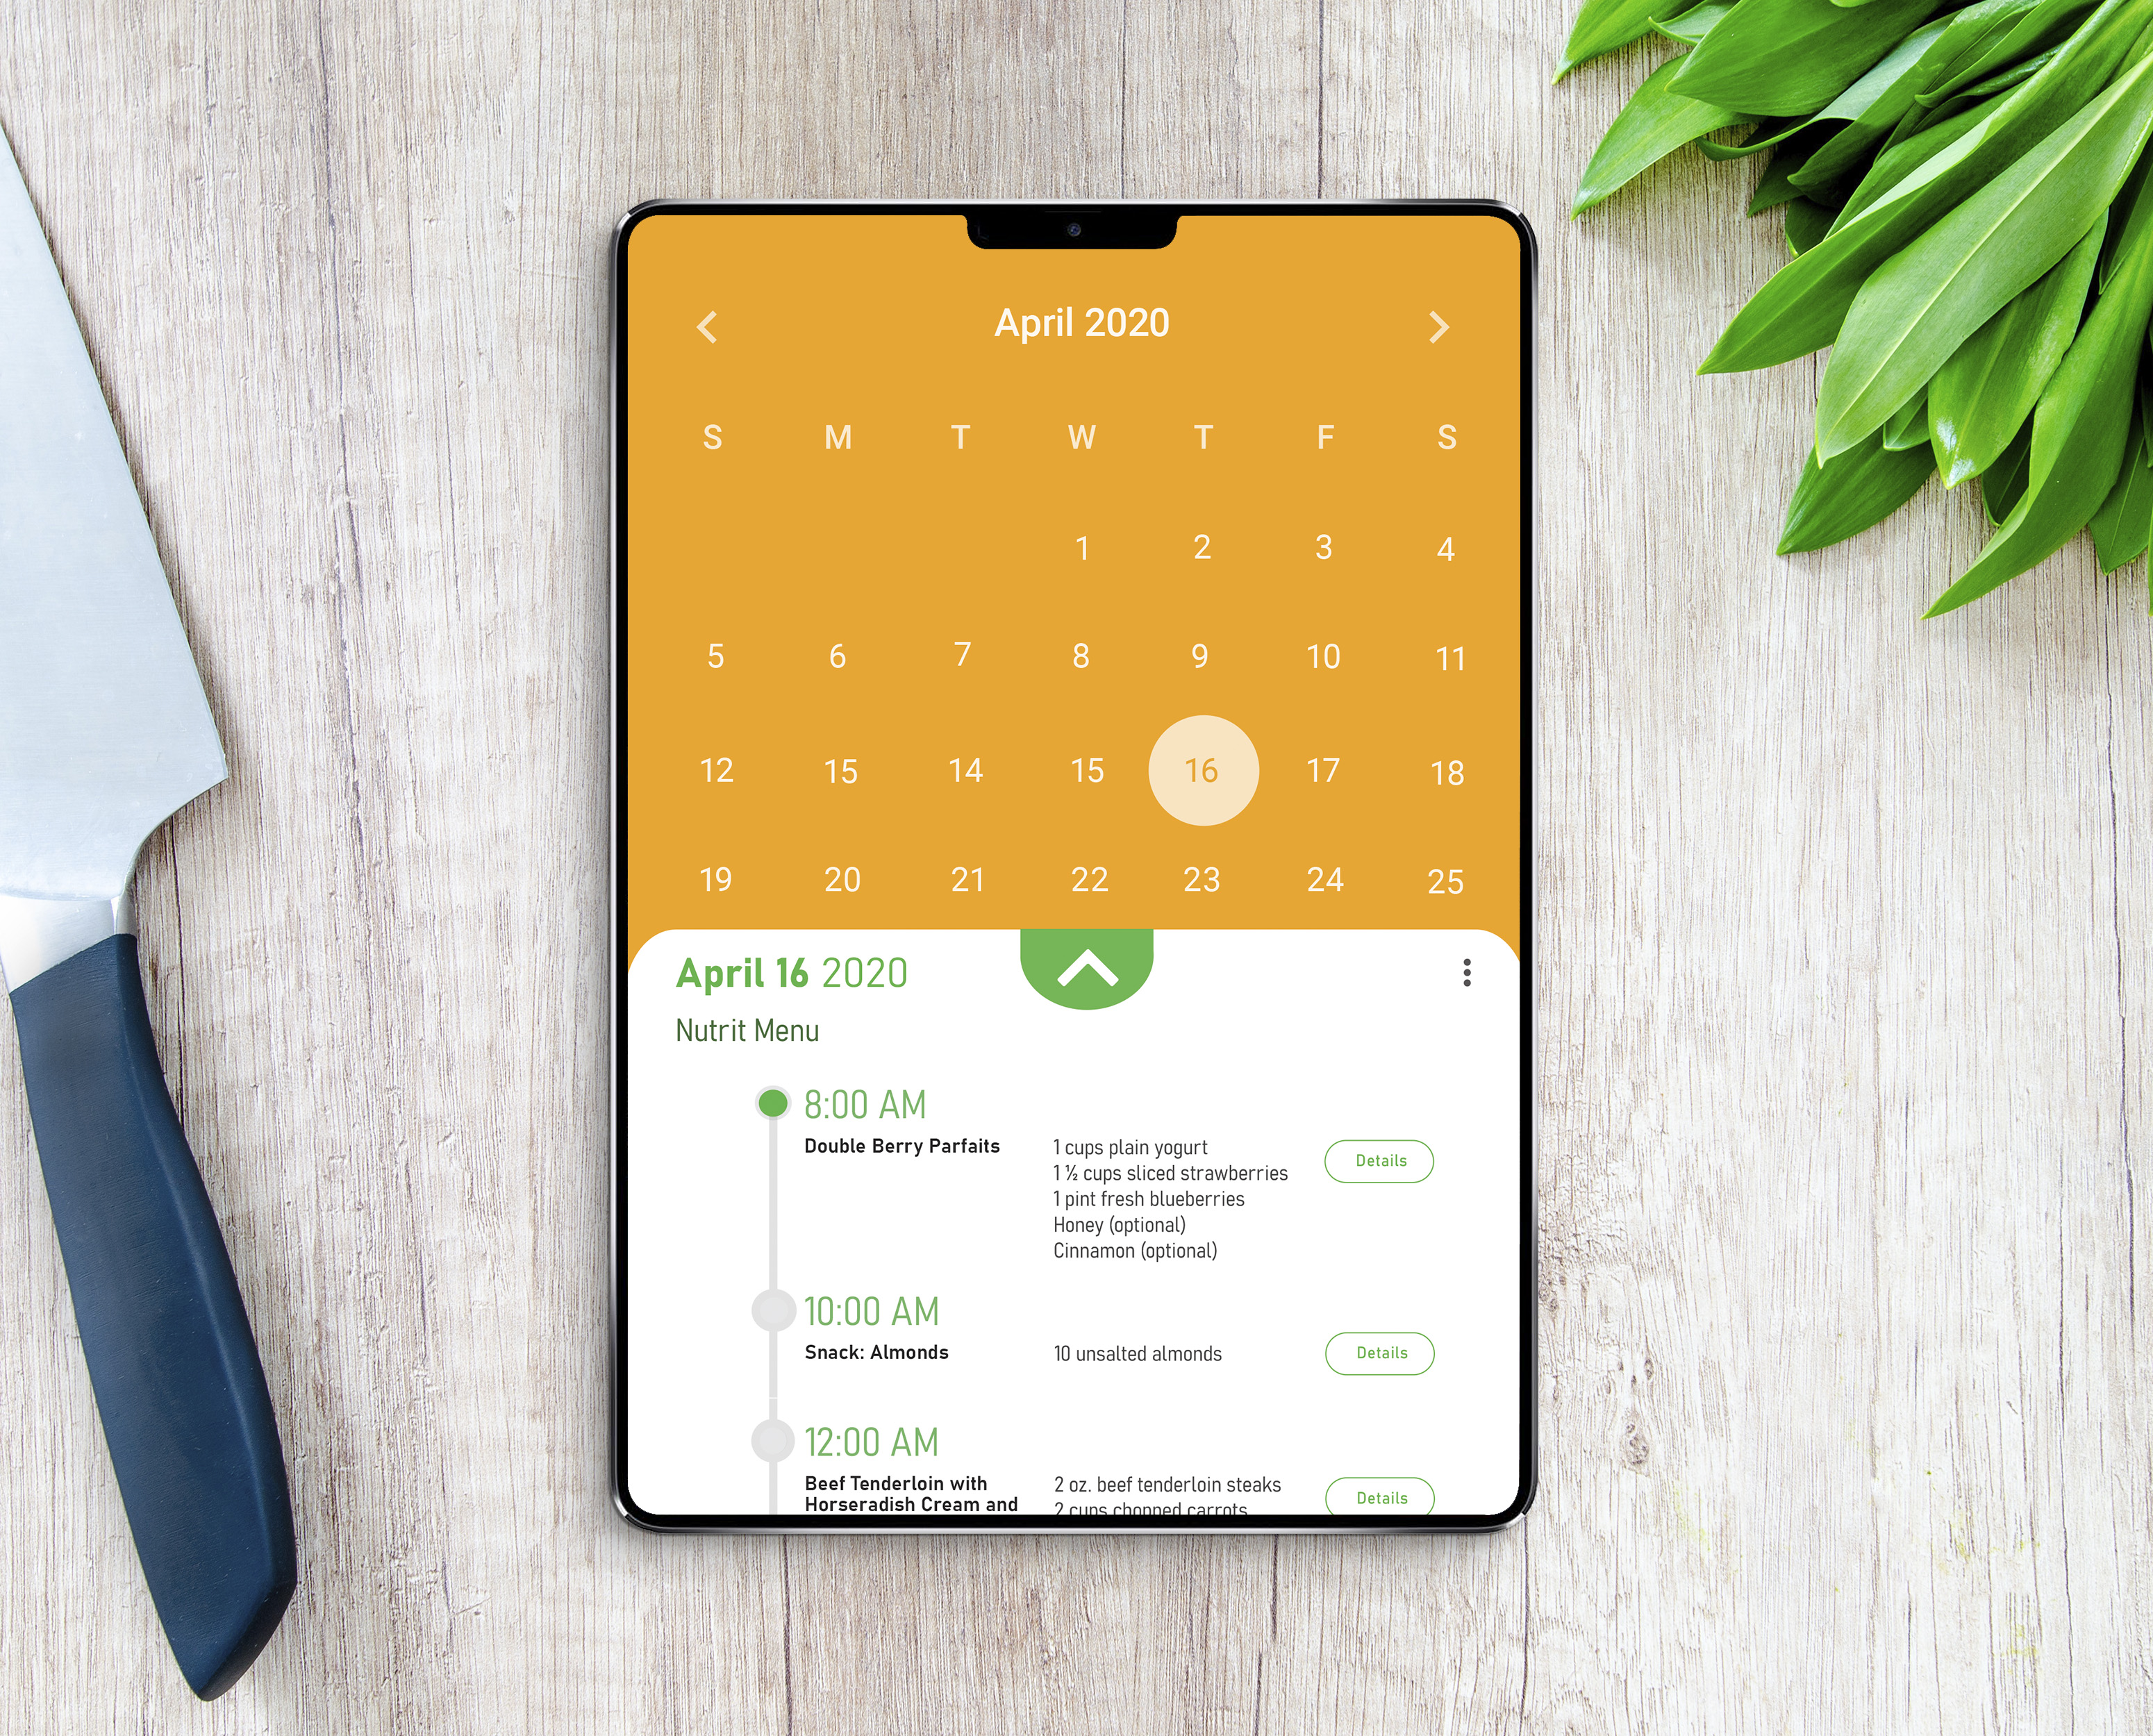 April 2020
S M T W T F S
1 2 3 4
5 6 7 8 9 10 11
12 15 14 15 16 17 18
19 20 21 22 23 24 25
April 16 2020
Nutrit Menu
8:00 AM
Double Berry Parfaits
1 cups plain yogurt
1 ½ cups sliced strawberries
1 pint fresh blueberries
Honey (optional)
Cinnamon (optional)
Details
10:00 AM
Snack: Almonds
10 unsalted almonds
Details
12:00 AM
Beef Tenderloin with
Horseradish Cream and
2 oz. beef tenderloin steaks
2 cups chopped carrots
Details